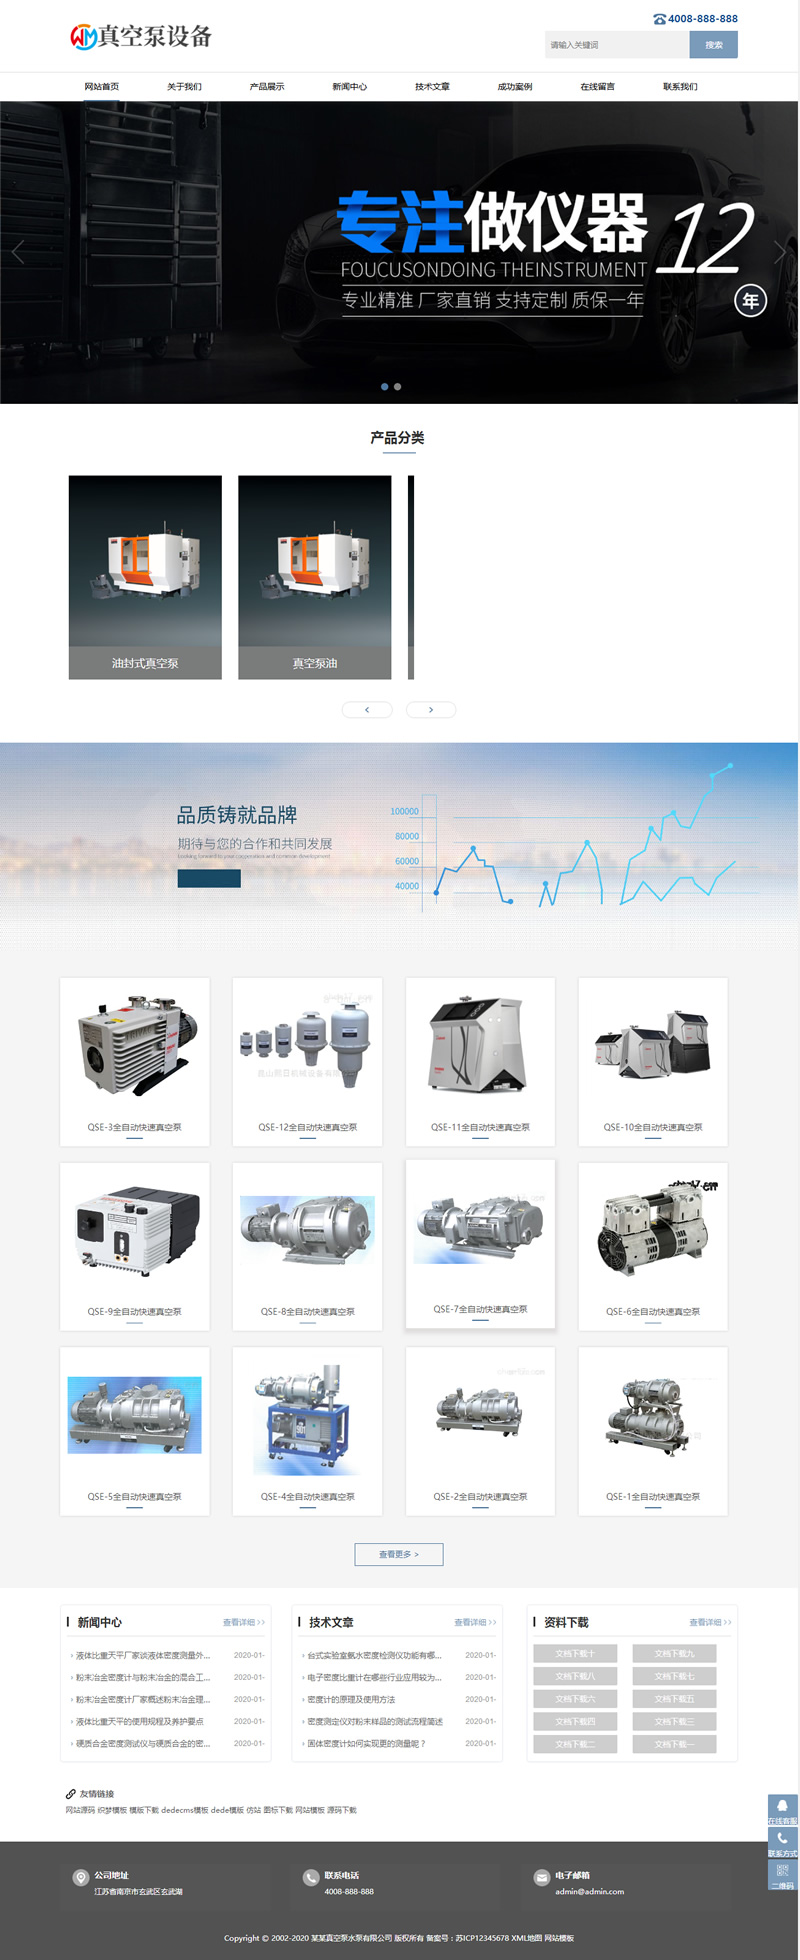 4008-888-888
WM真空泵设备
请输入关键词 搜索
网站首页 关于我们 产品展示 新闻中心 技术文章 成功案例 在线留言 联系我们
专注做仪器12年
FOUCUSONDOING THEINSTRUMENT
专业精准 厂家直销 支持定制 质保一年
产品分类
油封式真空泵 真空泵油
< >
品质铸就品牌
期待与您的合作和共同发展
Looking forward to your cooperation and common development
100000
80000
60000
40000
QSE-3全自动快速真空泵 QSE-12全自动快速真空泵 QSE-11全自动快速真空泵 QSE-10全自动快速真空泵
QSE-9全自动快速真空泵 QSE-8全自动快速真空泵 QSE-7全自动快速真空泵 QSE-6全自动快速真空泵
QSE-5全自动快速真空泵 QSE-4全自动快速真空泵 QSE-2全自动快速真空泵 QSE-1全自动快速真空泵
查看更多 >
新闻中心 查看详细 >>
› 液体比重天平厂家谈液体密度测量外... 2020-01-
› 粉末冶金密度计与粉末冶金的混合工... 2020-01-
› 粉末冶金密度计厂家概述粉末冶金理... 2020-01-
› 液体比重天平的使用规程及养护要点 2020-01-
› 硬质合金密度测试仪与硬质合金的密... 2020-01-
技术文章 查看详细 >>
› 台式实验室氨水密度检测仪功能有哪... 2020-01-
› 电子密度比重计在哪些行业应用较为... 2020-01-
› 密度计的原理及使用方法 2020-01-
› 密度测定仪对粉末样品的测试流程简述 2020-01-
› 固体密度计如何实现更的测量呢？ 2020-01-
资料下载 查看详细 >>
文档下载十 文档下载九
文档下载八 文档下载七
文档下载六 文档下载五
文档下载四 文档下载三
文档下载二 文档下载一
友情链接
网站源码 织梦模板 模版下载 dedecms模板 dede模版 仿站 图标下载 网站模板 源码下载
在线客服
联系方式
二维码
公司地址
江苏省南京市玄武区玄武湖
联系电话
4008-888-888
电子邮箱
admin@admin.com
Copyright © 2002-2020 某某真空泵水泵有限公司 版权所有 备案号：苏ICP12345678 XML地图 网站模板